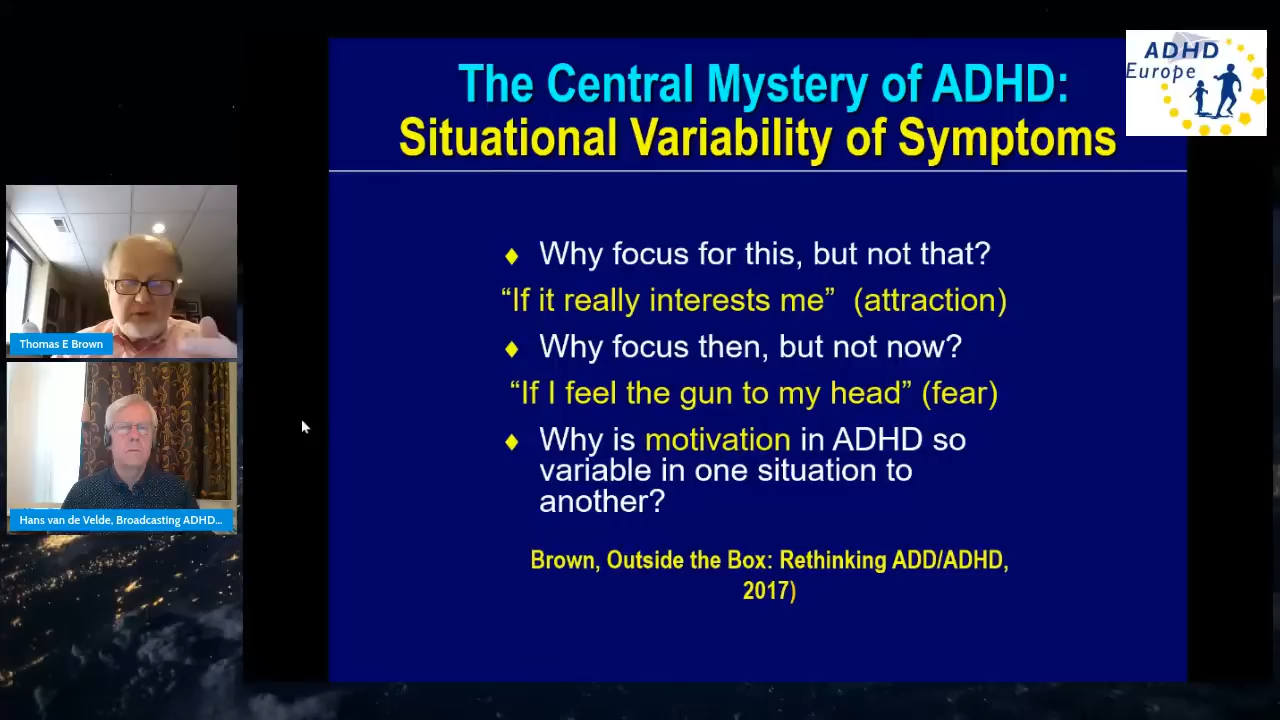 The Central Mystery of ADHD:
Situational Variability of Symptoms
ADHD
Europe
♦ Why focus for this, but not that?
“If it really interests me” (attraction)
♦ Why focus then, but not now?
“If I feel the gun to my head” (fear)
♦ Why is motivation in ADHD so
variable in one situation to
another?
Brown, Outside the Box: Rethinking ADD/ADHD,
2017)
Thomas E Brown
Hans van de Velde, Broadcasting ADHD...